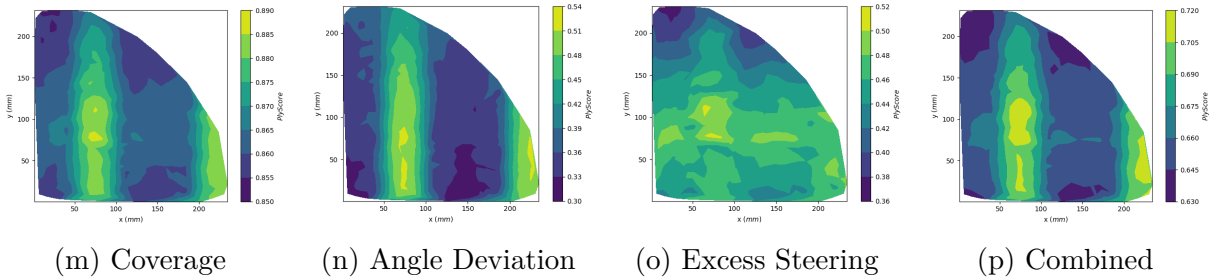 200
150
100
50
y (mm)
50 100 150 200
x (mm)
0.890
0.885
0.880
0.875
0.870
0.865
0.860
0.855
0.850
PlyScore
200
150
100
50
y (mm)
50 100 150 200
x (mm)
0.54
0.51
0.48
0.45
0.42
0.39
0.36
0.33
0.30
PlyScore
200
150
100
50
y (mm)
50 100 150 200
x (mm)
0.52
0.50
0.48
0.46
0.44
0.42
0.40
0.38
0.36
PlyScore
200
150
100
50
y (mm)
50 100 150 200
x (mm)
0.720
0.705
0.690
0.675
0.660
0.645
0.630
PlyScore
(m) Coverage
(n) Angle Deviation
(o) Excess Steering
(p) Combined